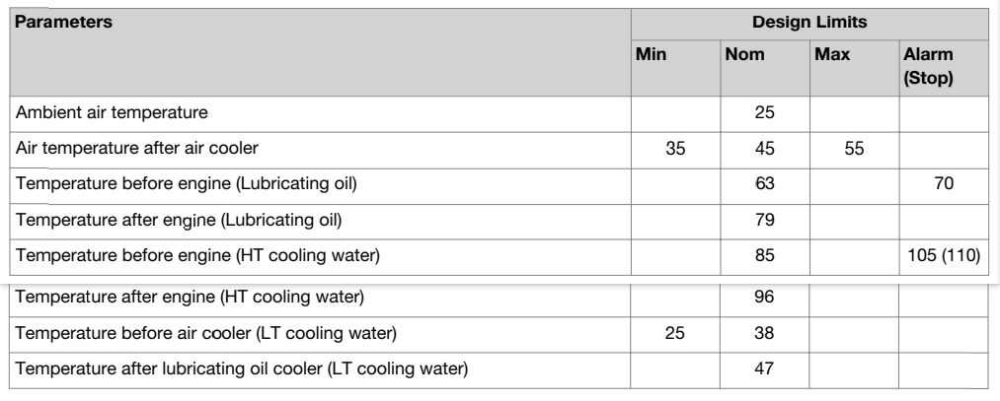 Parameters Design Limits
Min Nom Max Alarm
(Stop)
Ambient air temperature 25
Air temperature after air cooler 35 45 55
Temperature before engine (Lubricating oil) 63 70
Temperature after engine (Lubricating oil) 79
Temperature before engine (HT cooling water) 85 105 (110)
Temperature after engine (HT cooling water) 96
Temperature before air cooler (LT cooling water) 25 38
Temperature after lubricating oil cooler (LT cooling water) 47